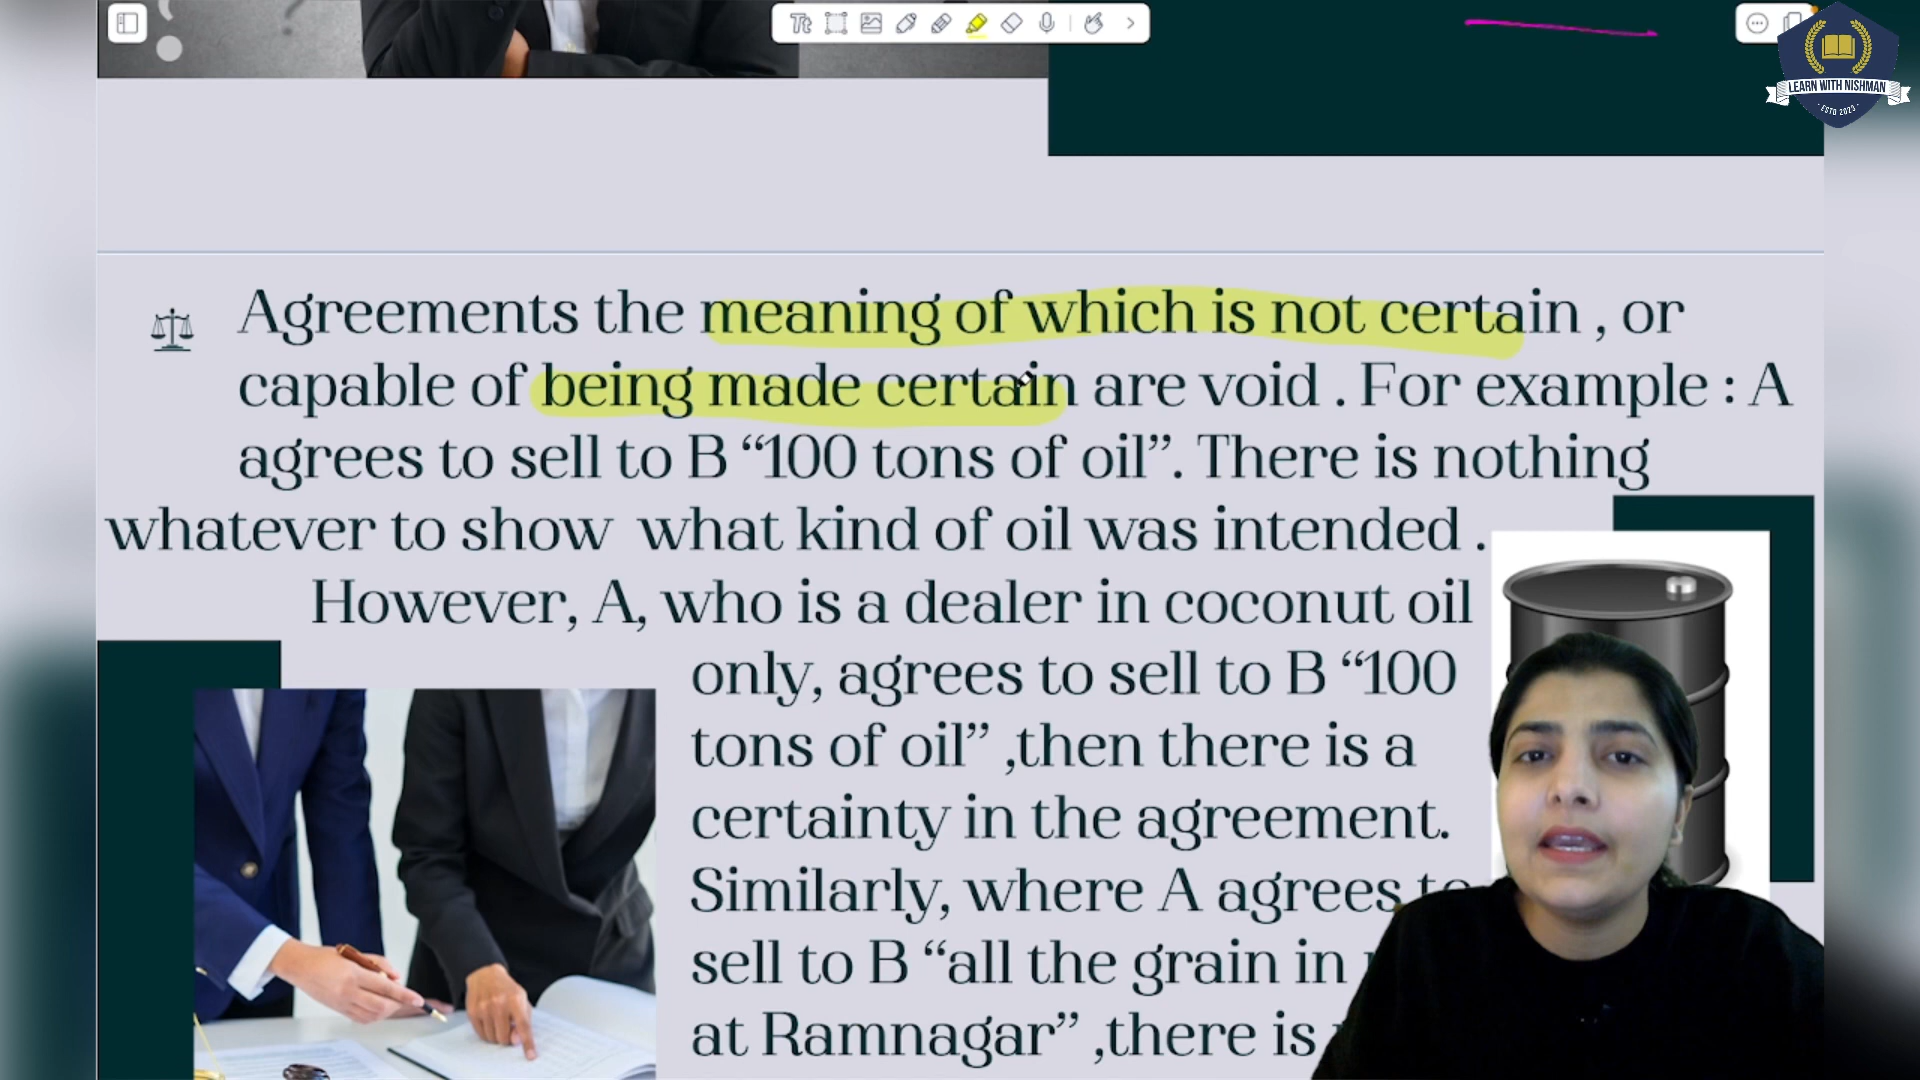 Tt
LEARN WITH NISHMAN
· ESTD 2023 ·
Agreements the meaning of which is not certain , or
capable of being made certain are void . For example : A
agrees to sell to B “100 tons of oil”. There is nothing
whatever to show what kind of oil was intended .
However, A, who is a dealer in coconut oil
only, agrees to sell to B “100
tons of oil” ,then there is a
certainty in the agreement.
Similarly, where A agrees to
sell to B “all the grain in
at Ramnagar” ,there is